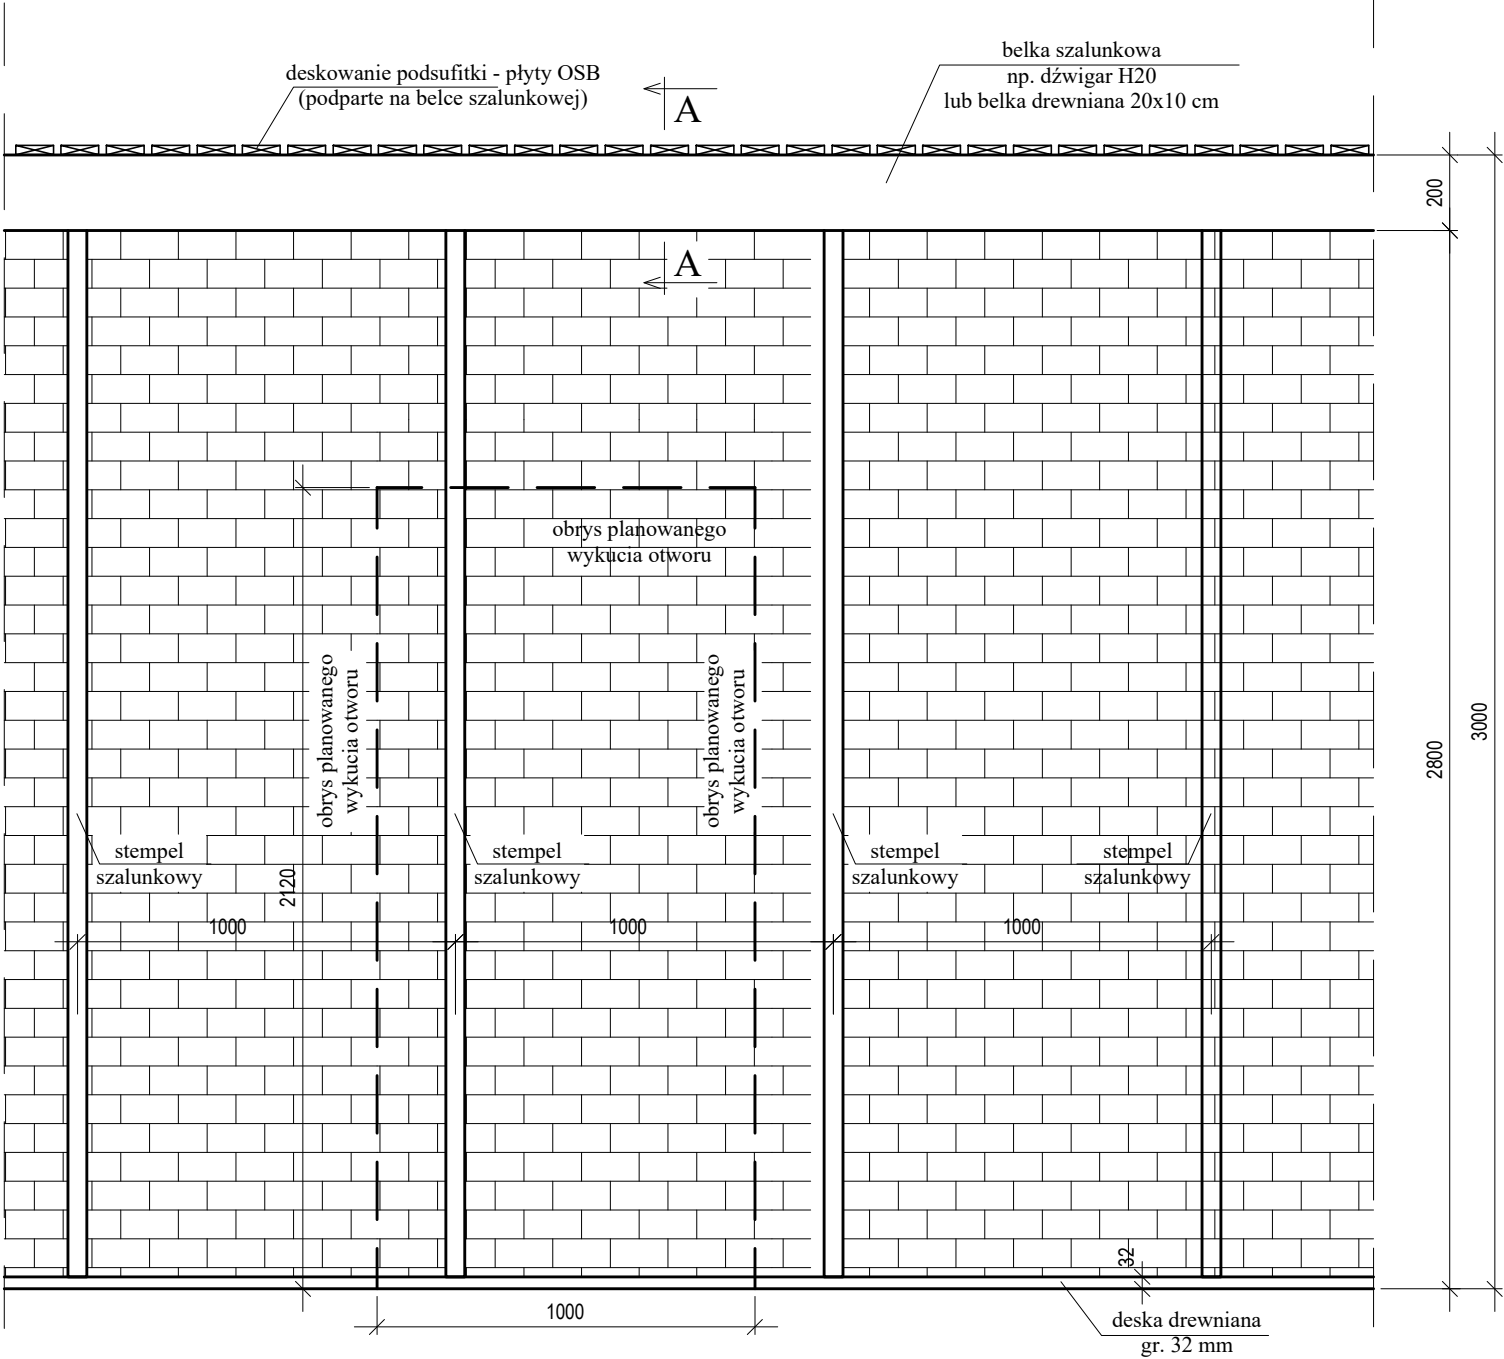 belka szalunkowa
np. dźwigar H20
lub belka drewniana 20x10 cm
deskowanie podsufitki - płyty OSB
(podparte na belce szalunkowej)
A
200
A
obrys planowanego
wykucia otworu
obrys planowanego
wykucia otworu
obrys planowanego
wykucia otworu
3000
2800
stempel
szalunkowy
stempel
szalunkowy
stempel
szalunkowy
stempel
szalunkowy
2120
1000
1000
1000
32
1000
deska drewniana
gr. 32 mm